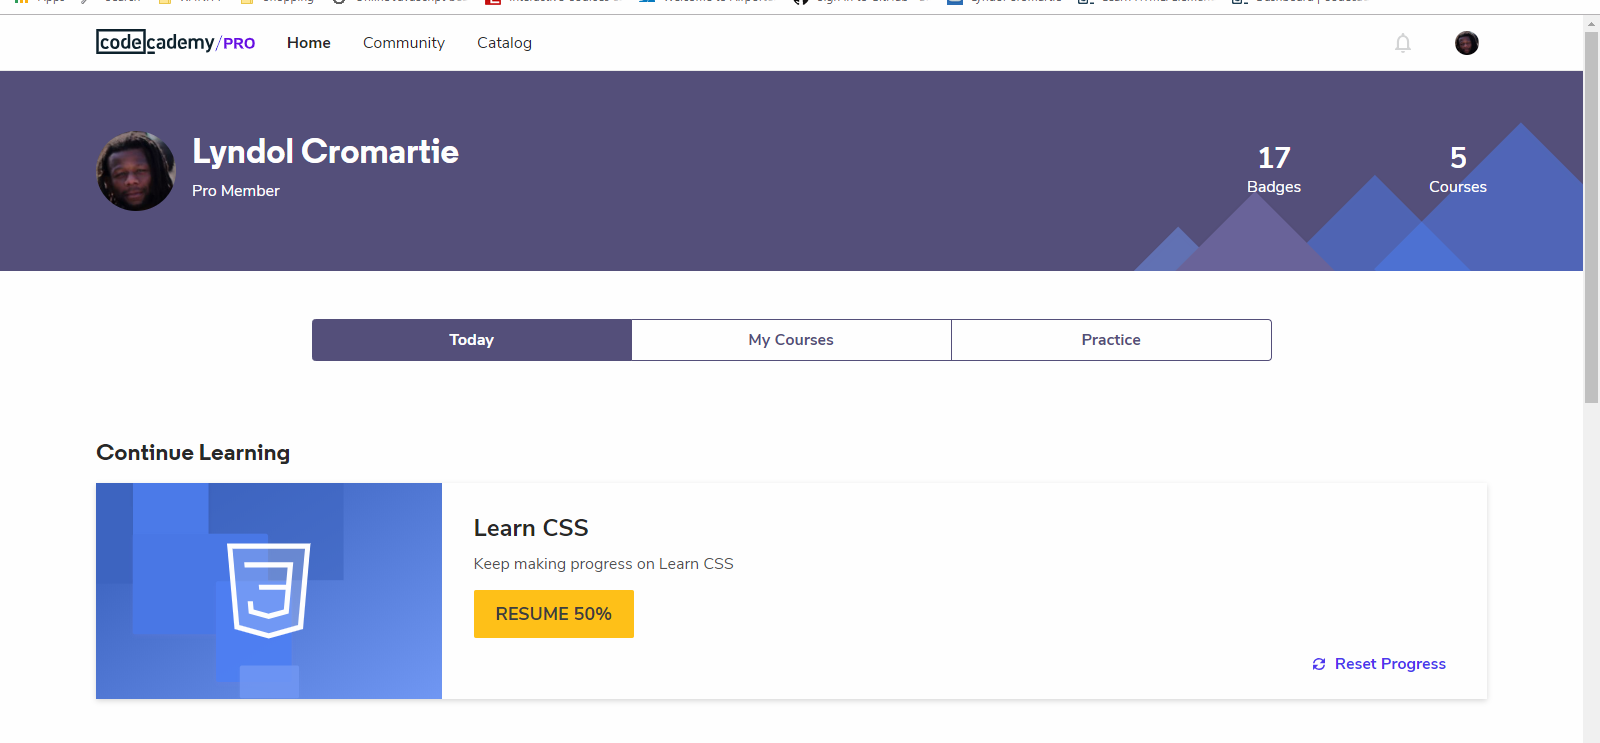 codecademy/PRO Home Community Catalog
Lyndol Cromartie
Pro Member
17
Badges
5
Courses
Today My Courses Practice
Continue Learning
Learn CSS
Keep making progress on Learn CSS
RESUME 50%
Reset Progress